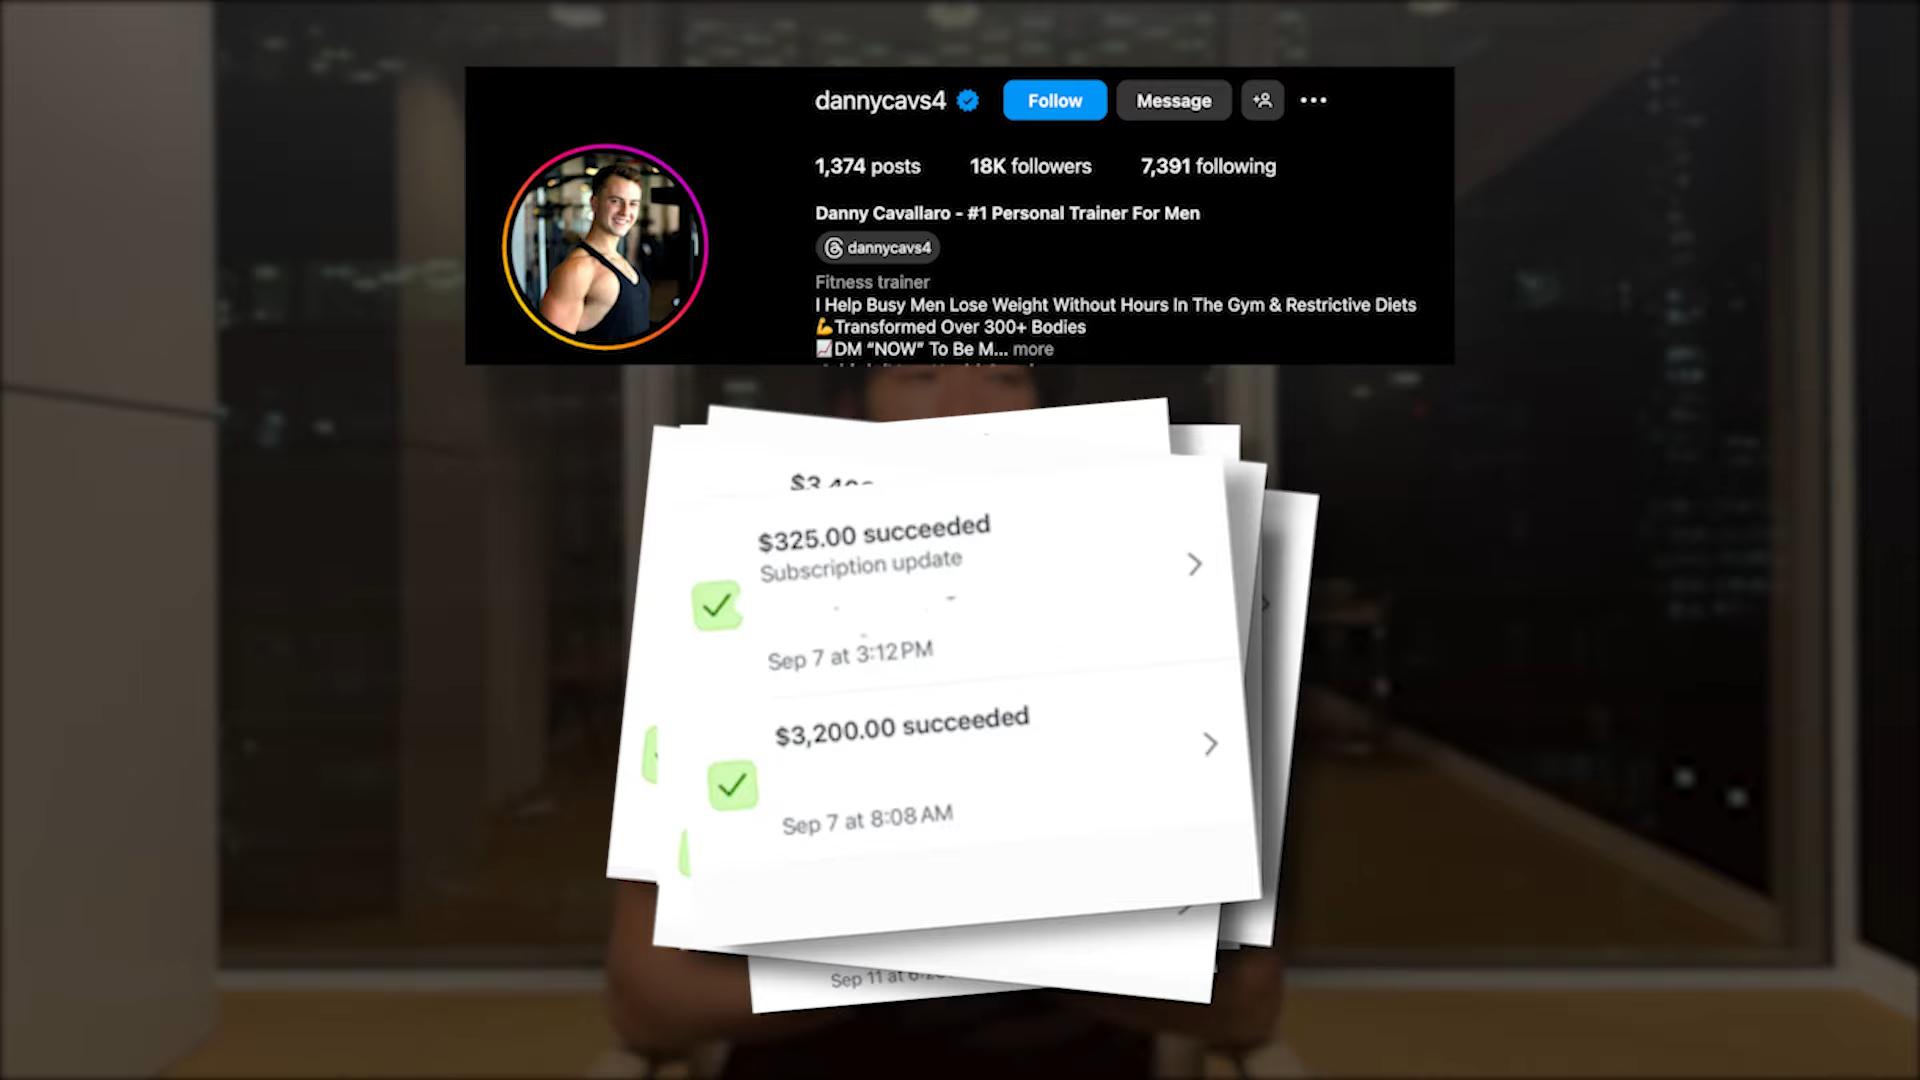 dannycavs4 Follow Message
1,374 posts 18K followers 7,391 following
Danny Cavallaro - #1 Personal Trainer For Men
dannycavs4
Fitness trainer
I Help Busy Men Lose Weight Without Hours In The Gym & Restrictive Diets
💪Transformed Over 300+ Bodies
📈DM “NOW” To Be M... more
$325.00 succeeded
Subscription update
Sep 7 at 3:12 PM
$3,200.00 succeeded
Sep 7 at 8:08 AM
Sep 11 at